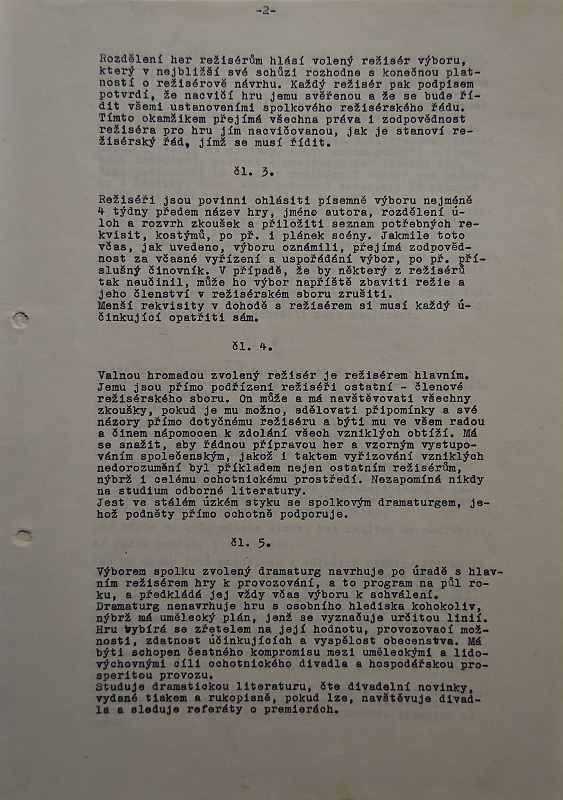 -2-
Rozdělení her režisérům hlásí volený režisér výboru,
který v nejbližší své schůzi rozhodne s konečnou plat-
ností o režisérově návrhu. Každý režisér pak podpisem
potvrdí, že nacvičí hru jemu svěřenou a že se bude ří-
dit všemi ustanoveními spolkového režisérského řádu.
Tímto okamžikem přejímá všechna práva i zodpovědnost
režiséra pro hru jím nacvičovanou, jak je stanoví re-
žisérský řád, jímž se musí řídit.
čl. 3.
Režiséři jsou povinni ohlásiti písemně výboru nejméně
4 týdny předem název hry, jméno autora, rozdělení ú-
loh a rozvrh zkoušek a přiložiti seznam potřebných re-
kvisit, kostýmů, po př. i plánek scény. Jakmile toto
včas, jak uvedeno, výboru oznámili, přejímá zodpověd-
nost za včasné vyřízení a uspořádání výbor, po př. pří-
slušný činovník. V případě, že by některý z režisérů
tak neučinil, může ho výbor napříště zbaviti režie a
jeho členství v režisérském sboru zrušiti.
Menší rekvisity v dohodě s režisérem si musí každý ú-
činkující opatřiti sám.
čl. 4.
Valnou hromadou zvolený režisér je režisérem hlavním.
Jemu jsou přímo podřízeni režiséři ostatní - členové
režisérského sboru. On může a má navštěvovati všechny
zkoušky, pokud je mu možno, sdělovati připomínky a své
názory přímo dotyčnému režiséru a býti mu ve všem radou
a činem nápomocen k zdolání všech vzniklých obtíží. Má
se snažit, aby řádnou přípravou her a vzorným vystupo-
váním společenským, jakož i taktem vyřizování vzniklých
nedorozumění byl příkladem nejen ostatním režisérům,
nýbrž i celému ochotnickému prostředí. Nezapomíná nikdy
na studium odborné literatury.
Jest ve stálém úzkém styku se spolkovým dramaturgem, je-
hož podněty přímo ochotně podporuje.
čl. 5.
Výborem spolku zvolený dramaturg navrhuje po úradě s hlav-
ním režisérem hry k provozování, a to program na půl ro-
ku, a předkládá jej vždy včas výboru k schválení.
Dramaturg nenavrhuje hru s osobního hlediska kohokoliv,
nýbrž má umělecký plán, jenž se vyznačuje určitou linií.
Hru vybírá se zřetelem na její hodnotu, provozovací mož-
nosti, zdatnost účinkujících a vyspělost obecenstva. Má
býti schopen čestného kompromisu mezi uměleckými a lido-
výchovnými cíli ochotnického divadla a hospodářskou pro-
speritou provozu.
Studuje dramatickou literaturu, čte divadelní novinky,
vydané tiskem a rukopisně, pokud lze, navštěvuje divad-
la a sleduje referáty o premierách.